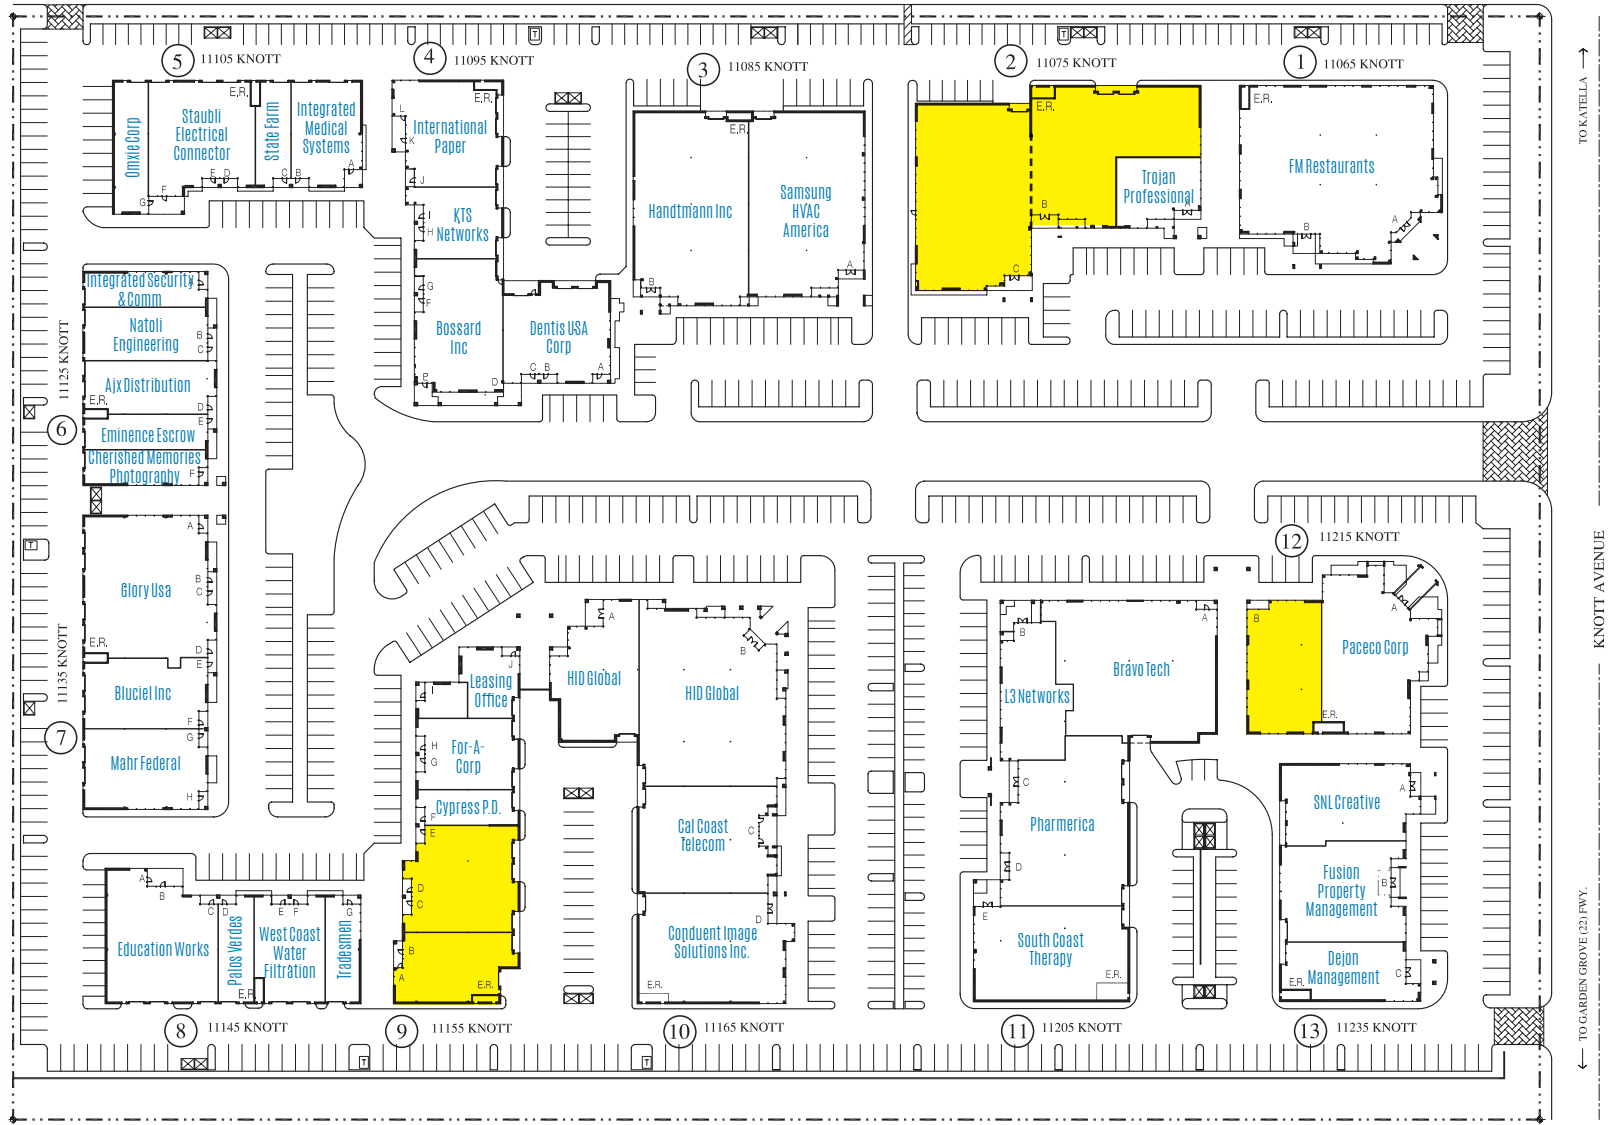 5
11105 KNOTT
4
11095 KNOTT
3
11085 KNOTT
2
11075 KNOTT
1
11065 KNOTT
TO KATELLA
Omxie Corp
Staubli
Electrical
Connector
E.R.
State Farm
Integrated
Medical
Systems
A
B
C
D
E
F
G
International
Paper
E.R.
L
K
J
KTS
Networks
I
H
Bossard
Inc
G
F
E
D
Dentis USA
Corp
C
B
A
Handtmann Inc
E.R.
B
Samsung
HVAC
America
A
E.R.
B
C
Trojan
Professional
A
E.R.
FM Restaurants
A
B
11125 KNOTT
6
Integrated Security
& Comm
A
Natoli
Engineering
B
C
Ajx Distribution
E.R.
D
E
Eminence Escrow
Cherished Memories
Photography
F
T
11135 KNOTT
7
A
Glory Usa
B
C
E.R.
D
E
Bluciel Inc
F
G
Mahr Federal
H
12
11215 KNOTT
KNOTT AVENUE
B
E.R.
Paceco Corp
A
HID Global
A
HID Global
B
Leasing
Office
J
I
For-A-
Corp
H
G
Cypress P.D.
F
E
D
C
B
A
E.R.
Cal Coast
Telecom
C
Conduent Image
Solutions Inc.
D
E.R.
L3 Networks
B
Bravo Tech
A
Pharmerica
C
D
South Coast
Therapy
E
E.R.
SNL Creative
A
Fusion
Property
Management
B
Dejon
Management
C
E.R.
Education Works
A
B
C
D
Palos Verdes
West Coast
Water
Filtration
E
F
E.R.
Tradesmen
G
TO GARDEN GROVE (22) FWY.
8
11145 KNOTT
9
11155 KNOTT
10
11165 KNOTT
11
11205 KNOTT
13
11235 KNOTT
T
T
T
T